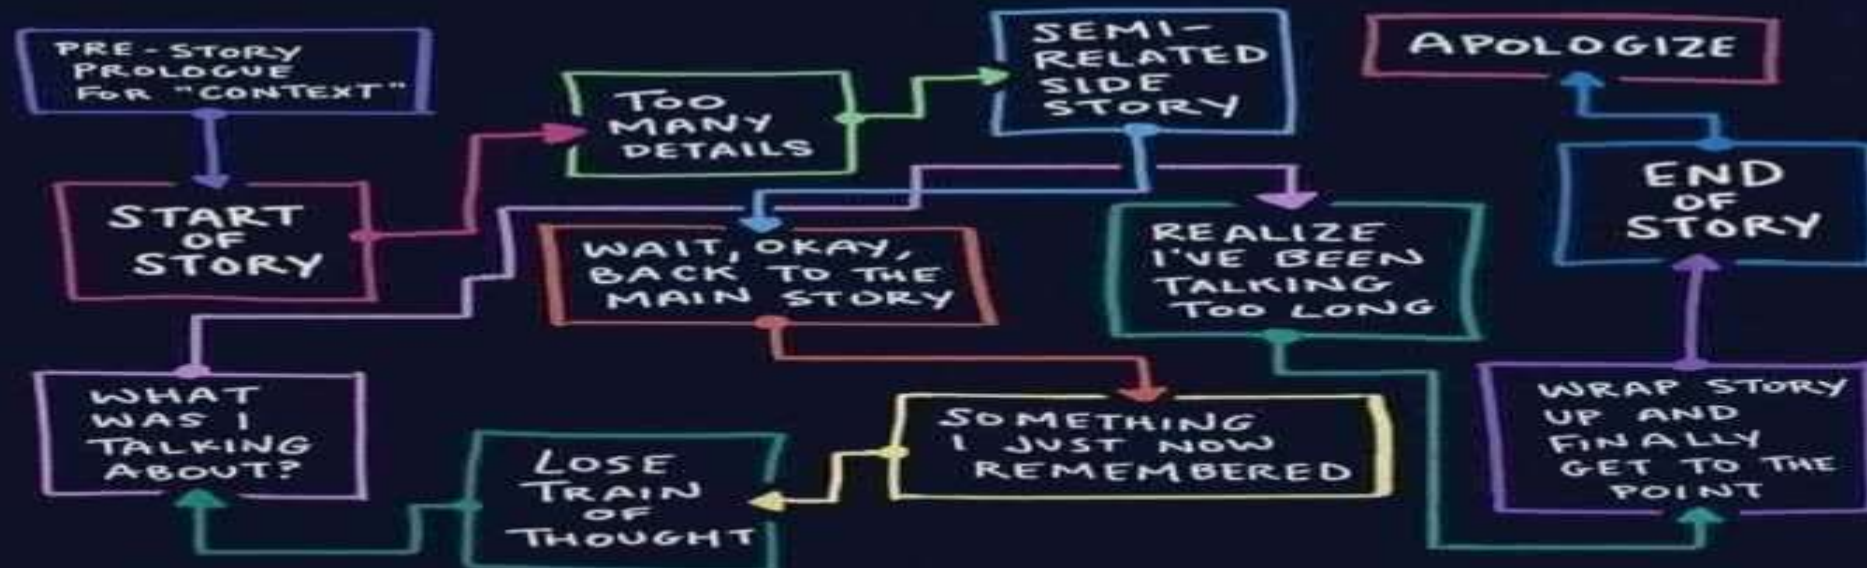 PRE-STORY
PROLOGUE
FOR "CONTEXT"
START
OF
STORY
TOO
MANY
DETAILS
SEMI-
RELATED
SIDE
STORY
WAIT, OKAY,
BACK TO THE
MAIN STORY
SOMETHING
I JUST NOW
REMEMBERED
LOSE
TRAIN
OF
THOUGHT
WHAT
WAS I
TALKING
ABOUT?
REALIZE
I'VE BEEN
TALKING
TOO LONG
WRAP STORY
UP AND
FINALLY
GET TO THE
POINT
END
OF
STORY
APOLOGIZE